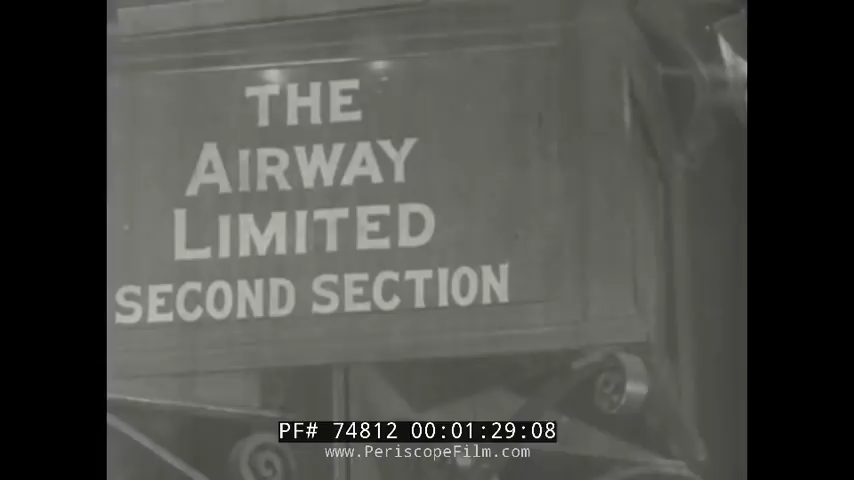 THE
AIRWAY
LIMITED
SECOND SECTION
PF# 74812 00:01:29:08
www.PeriscopeFilm.com